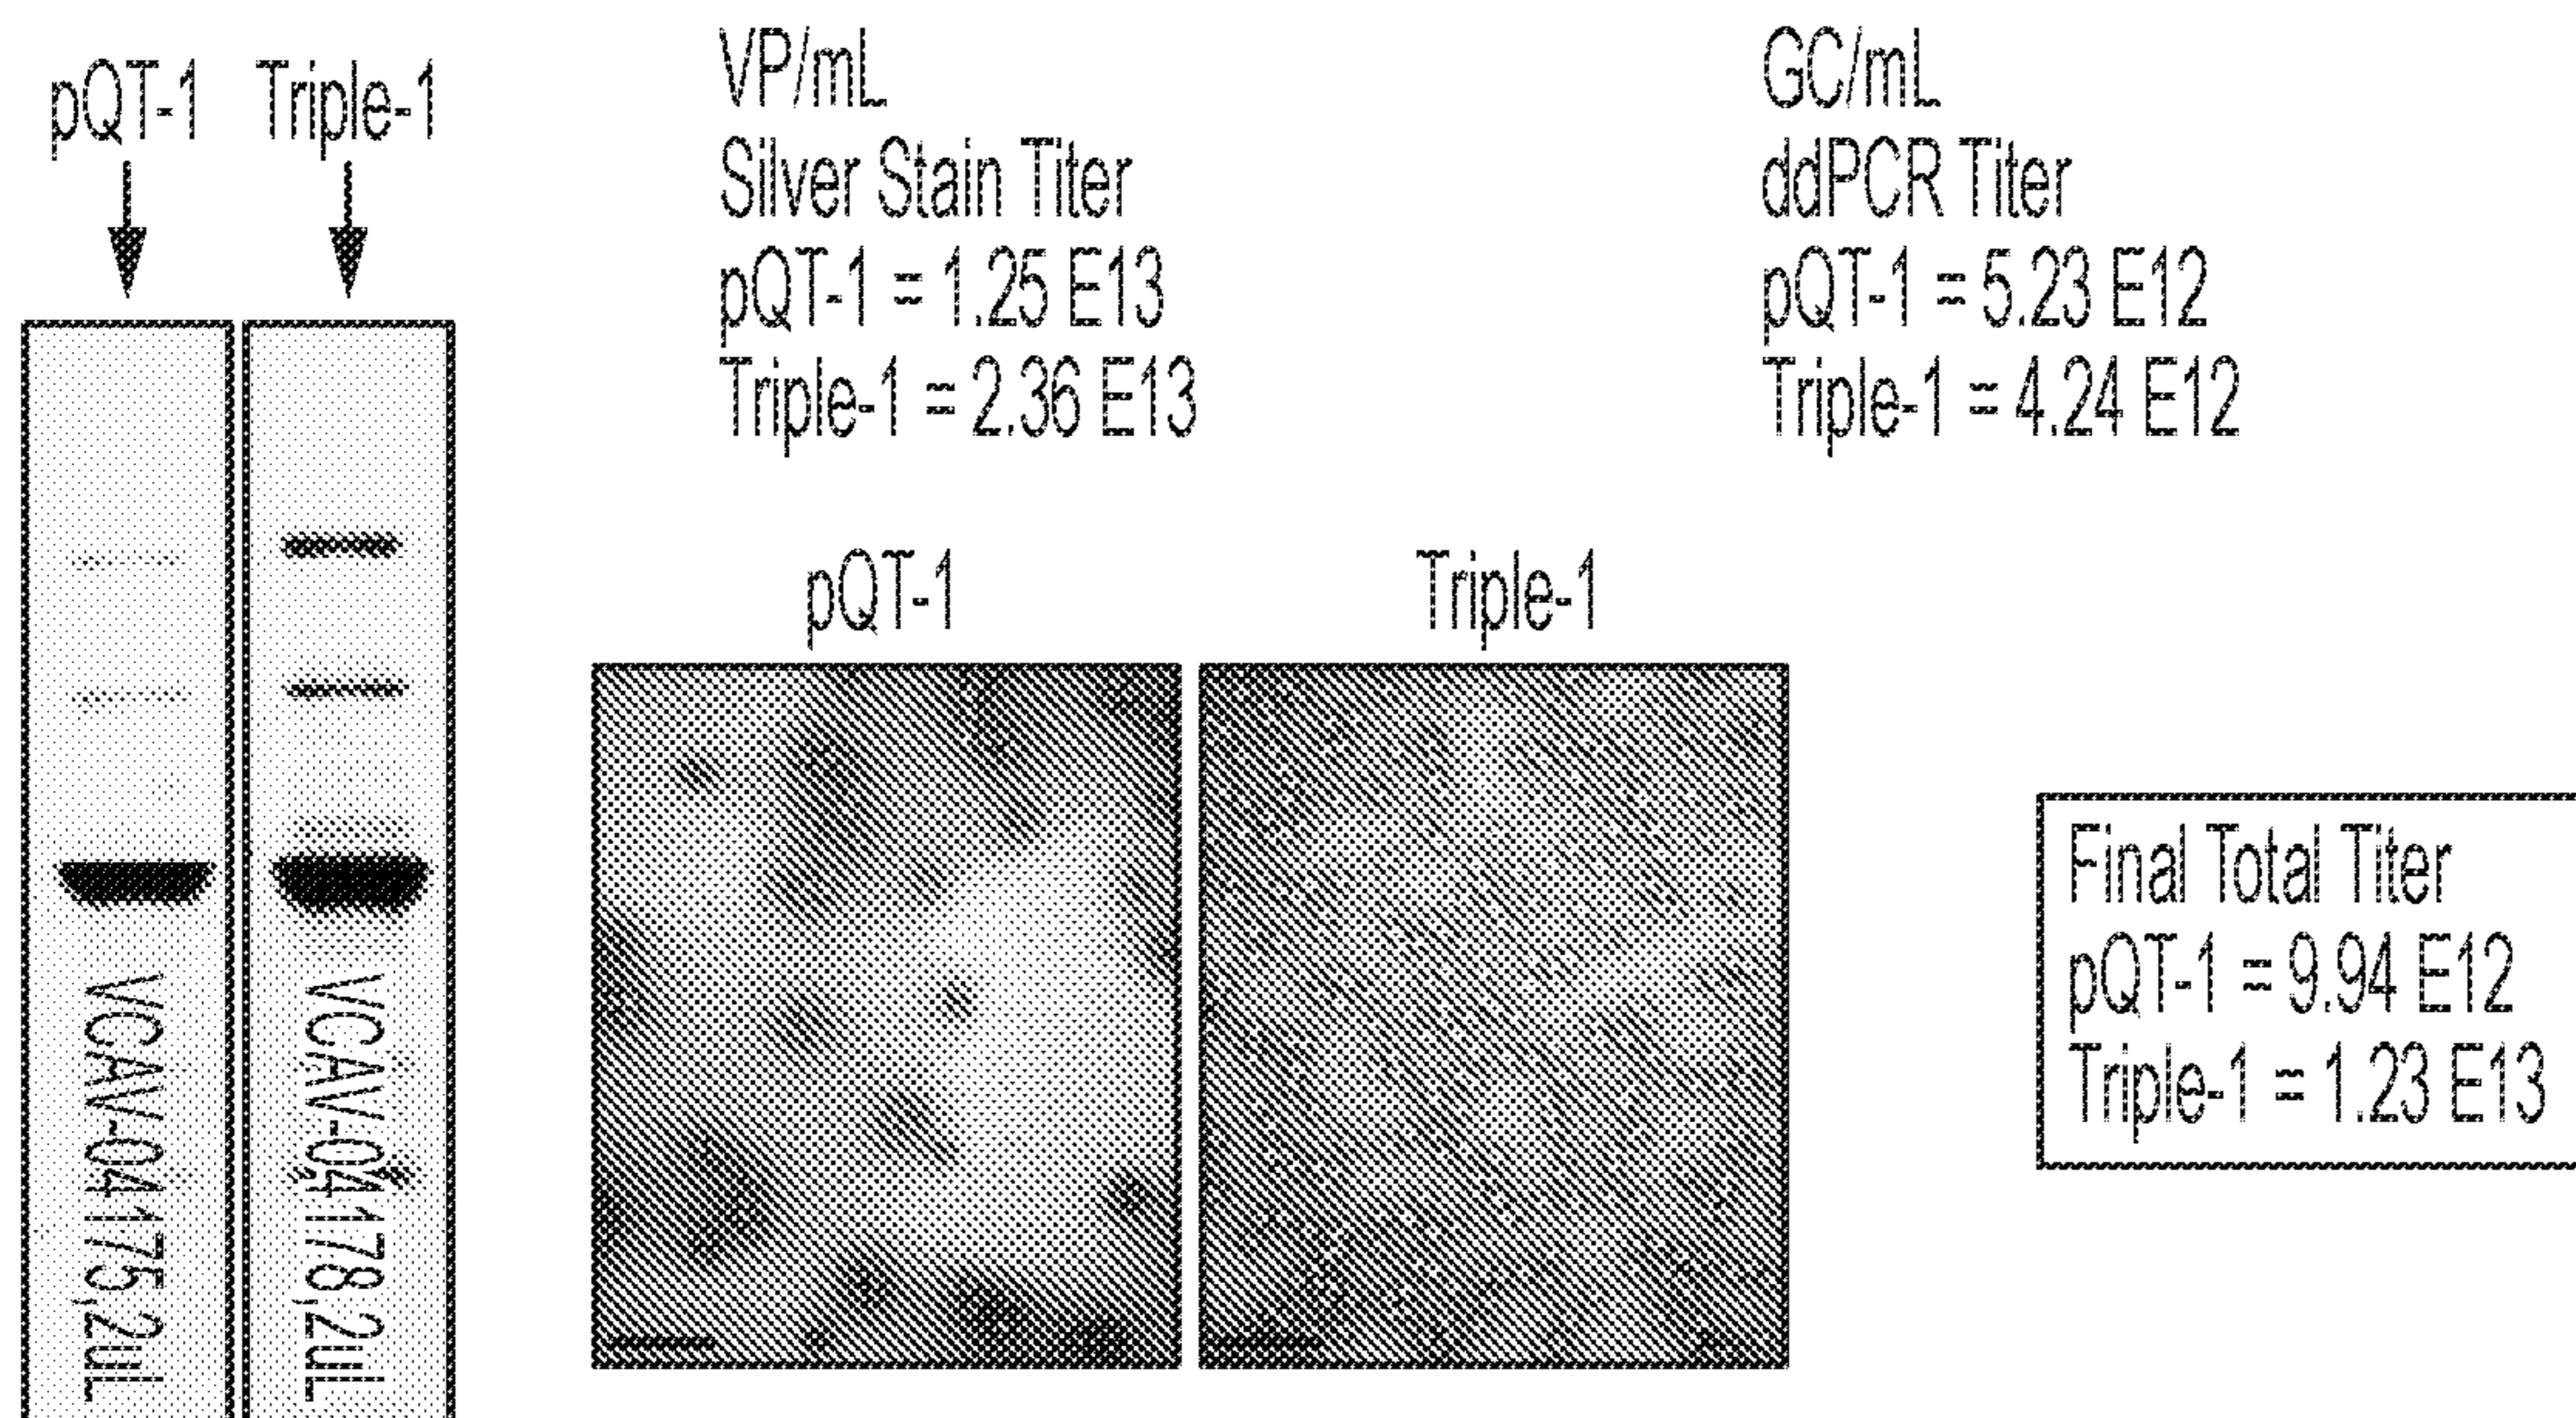 pQT-1 Triple-1
VP/mL
Silver Stain Titer
pQT-1 = 1.25 E13
Triple-1 = 2.36 E13
GC/mL
ddPCR Titer
pQT-1 = 5.23 E12
Triple-1 = 4.24 E12
pQT-1
Triple-1
VCAV-04175,2uL
VCAV-04178,2uL
Final Total Titer
pQT-1 = 9.94 E12
Triple-1 = 1.23 E13